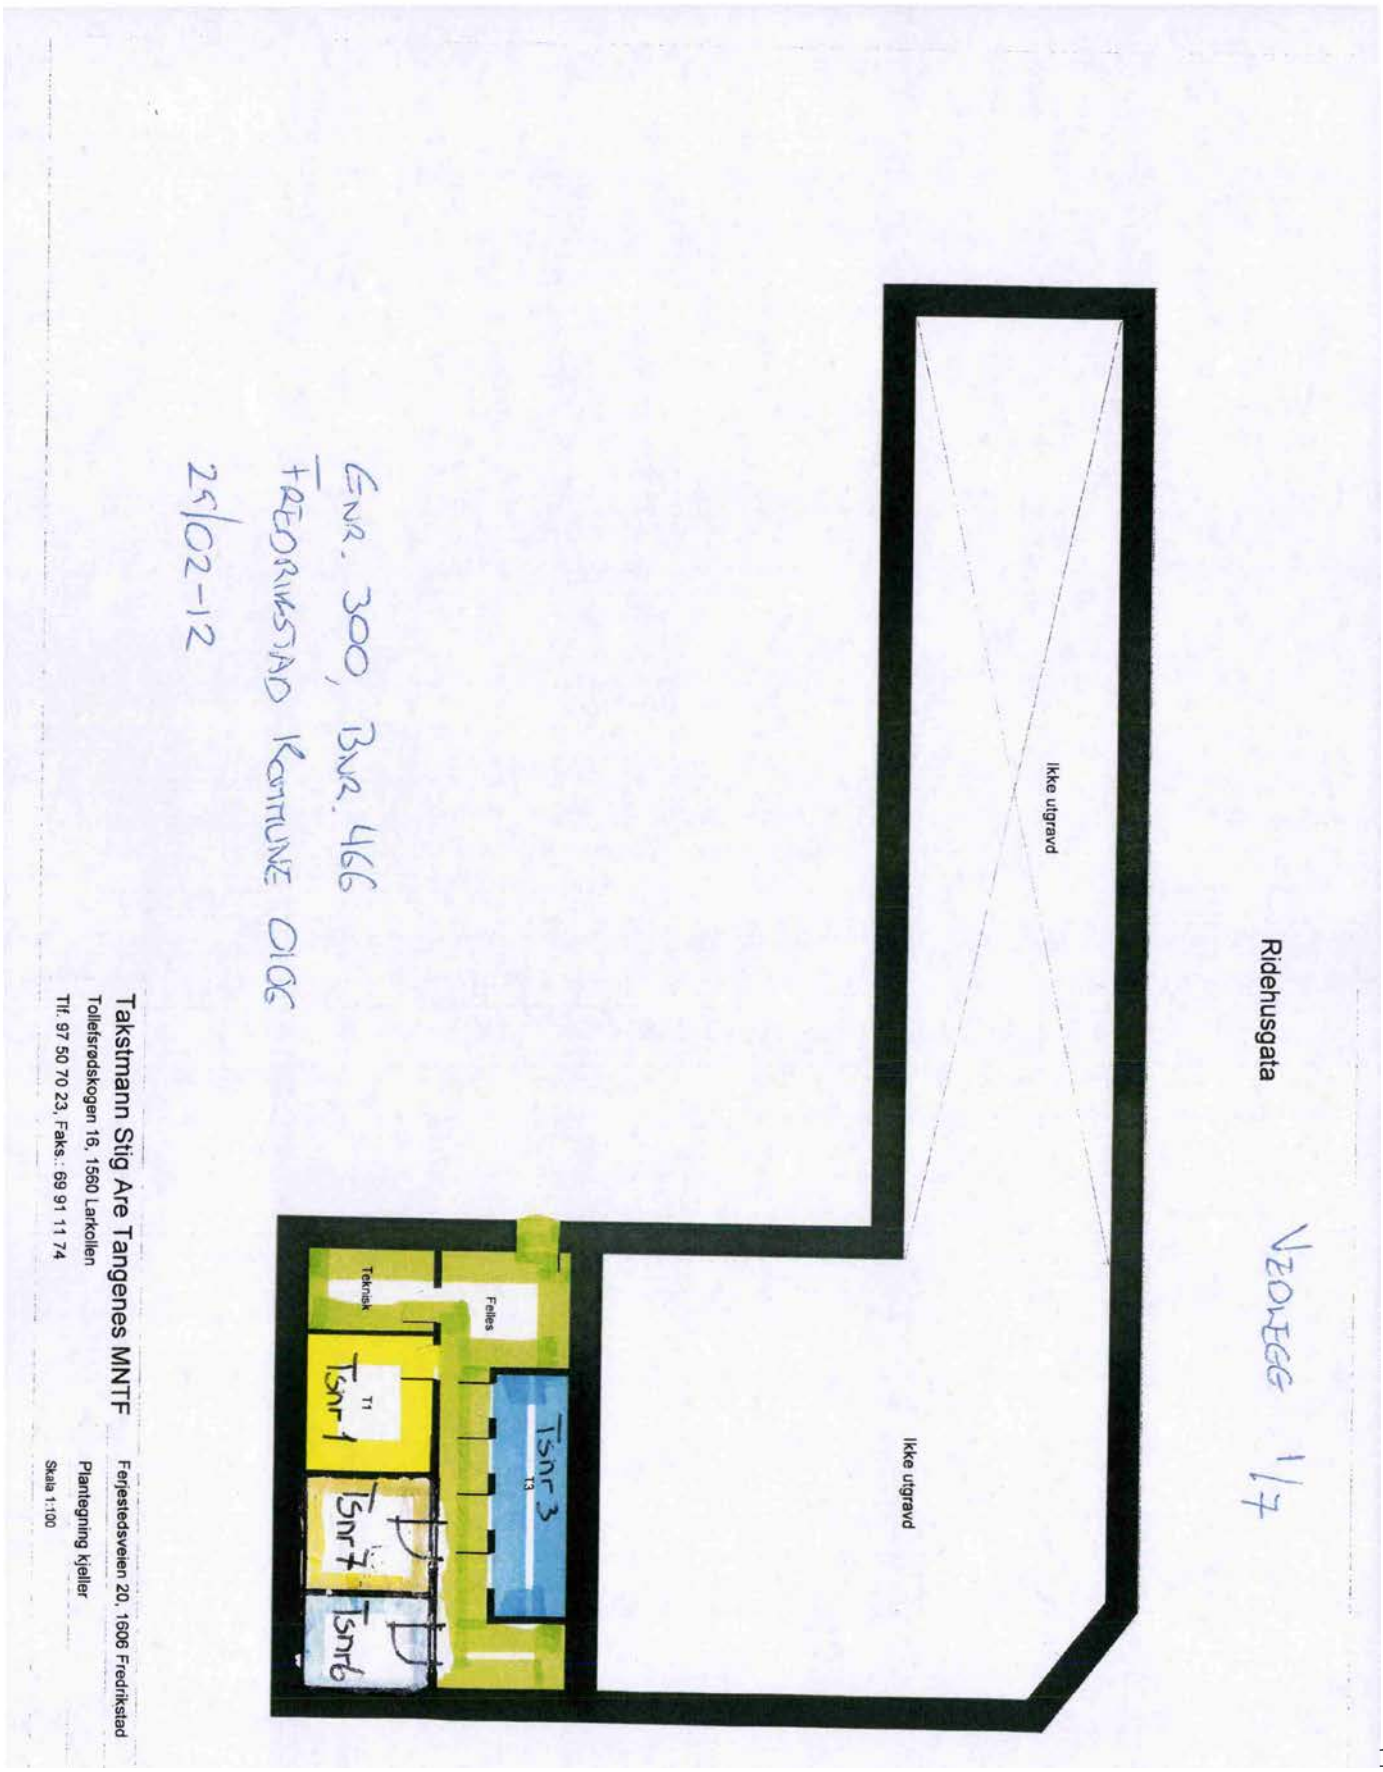 Ridehusgata
VEDLEGG 1/7
Ikke utgravd
Ikke utgravd
GNR. 300, BNR. 466
FREDRIKSTAD KOMMUNE 0106
29/02-12
Felles
Teknisk
Tsnr 3
T3
T1
Tsnr 1
Tsnr 7
Tsnr 6
Takstmann Stig Are Tangenes MNTF
Tollefsrødskogen 16, 1560 Larkollen
Tlf. 97 50 70 23, Faks.: 69 91 11 74
Ferjestedsveien 20, 1606 Fredrikstad
Plantegning kjeller
Skala 1:100